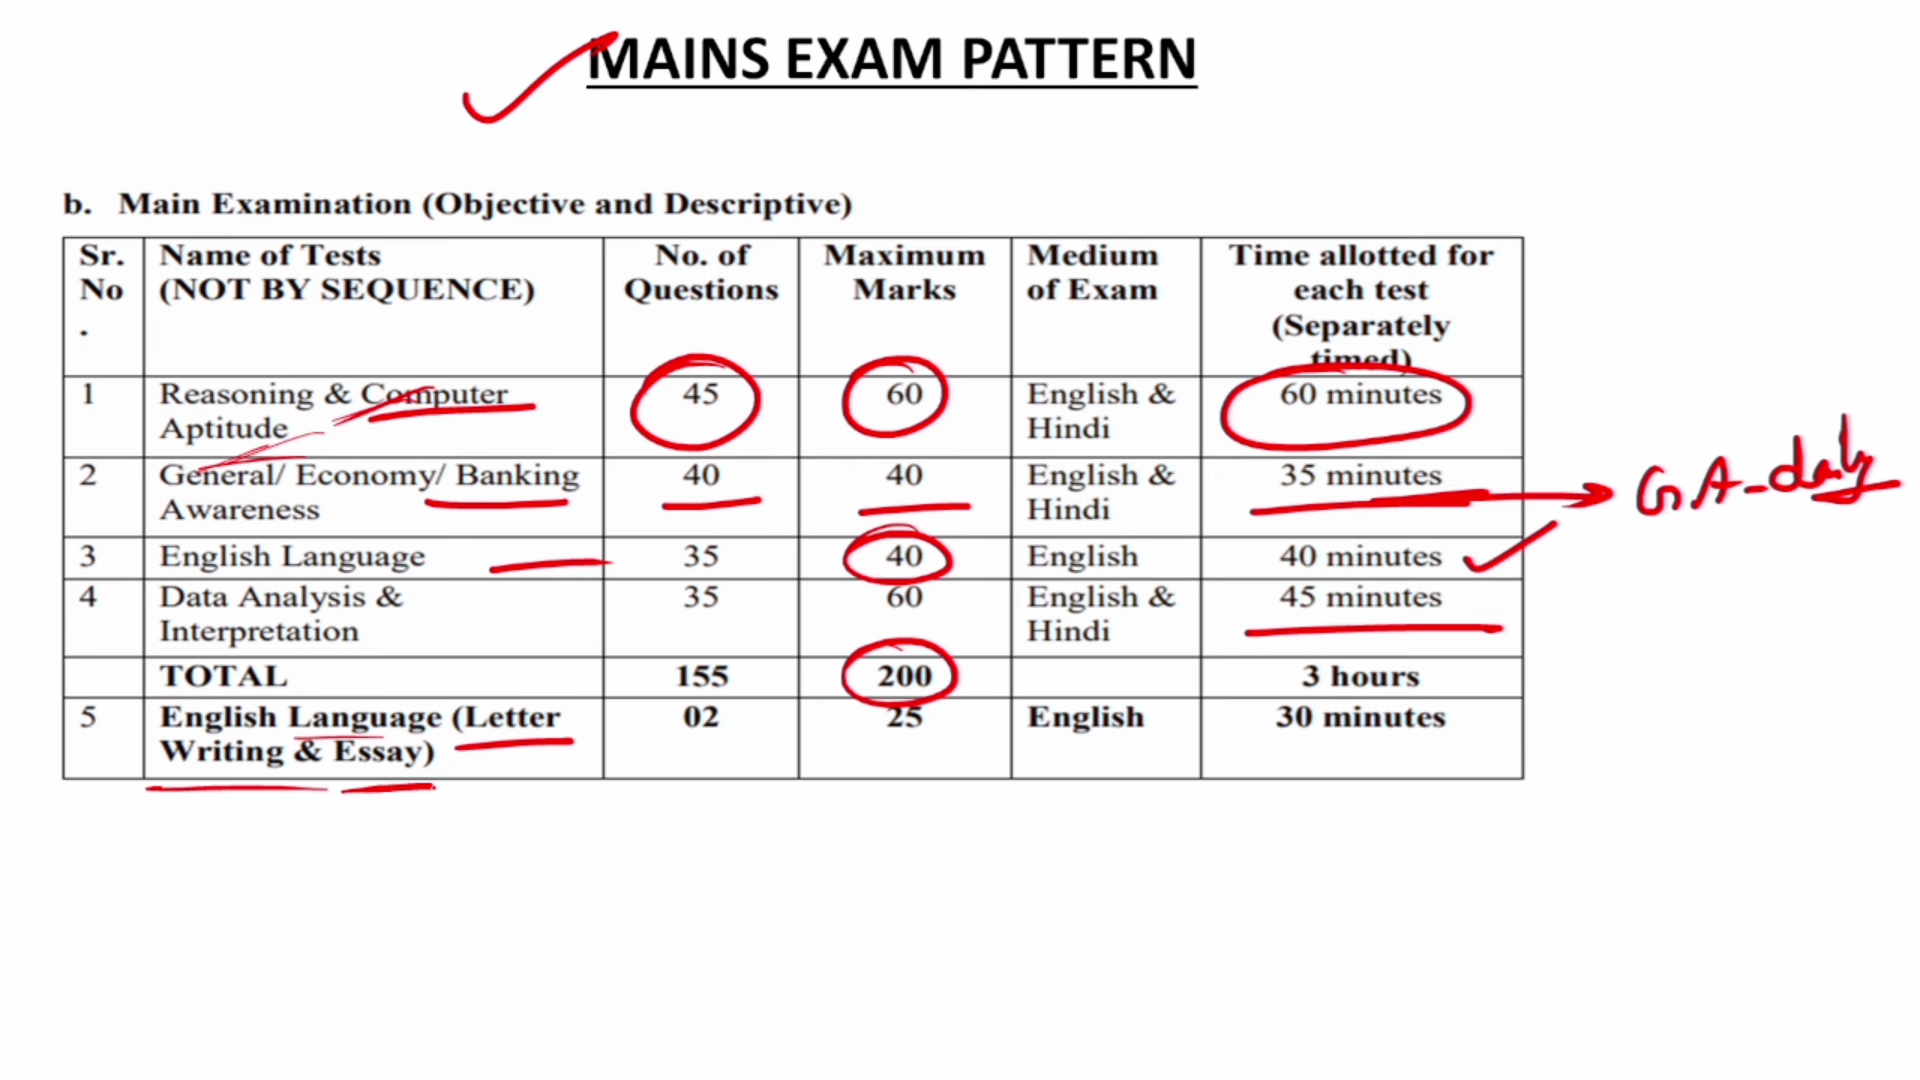 MAINS EXAM PATTERN
b. Main Examination (Objective and Descriptive)
Sr. No . Name of Tests (NOT BY SEQUENCE) No. of Questions Maximum Marks Medium of Exam Time allotted for each test (Separately timed)
1 Reasoning & Computer Aptitude 45 60 English & Hindi 60 minutes
2 General/ Economy/ Banking Awareness 40 40 English & Hindi 35 minutes
G.A-daily
3 English Language 35 40 English 40 minutes
4 Data Analysis & Interpretation 35 60 English & Hindi 45 minutes
TOTAL 155 200 3 hours
5 English Language (Letter Writing & Essay) 02 25 English 30 minutes